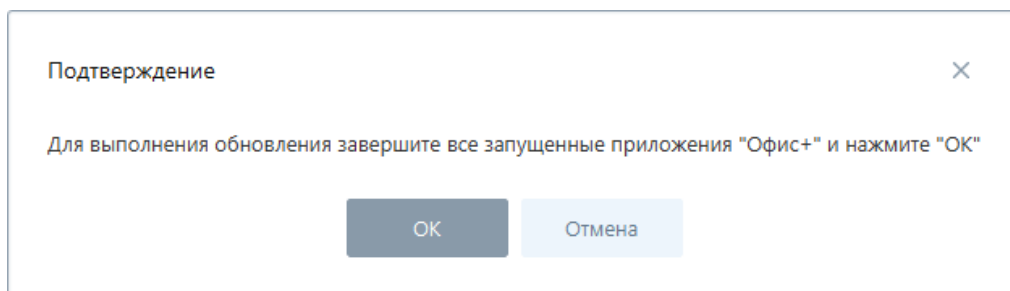 Подтверждение
Для выполнения обновления завершите все запущенные приложения "Офис+" и нажмите "ОК"
ОК
Отмена